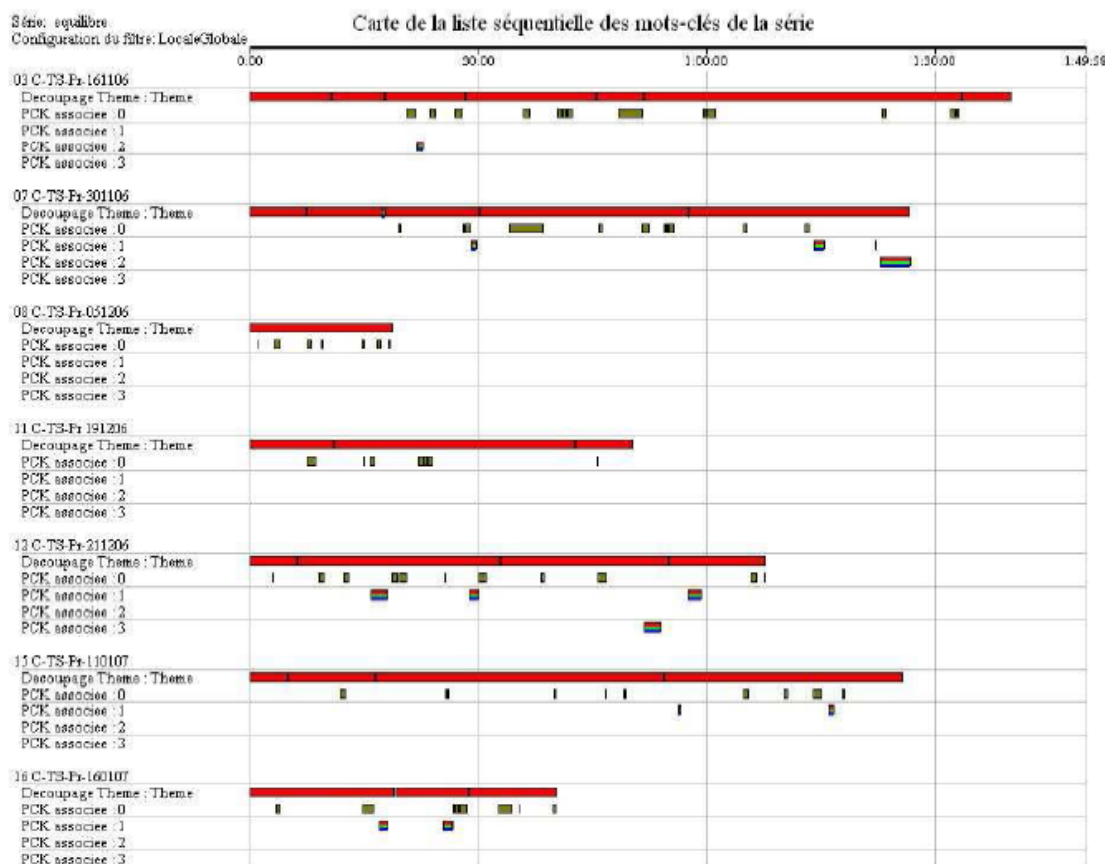 Série: equilibre
Carte de la liste séquentielle des mots-clés de la série
Configuration du filtre: LocaleGlobale
0:00 30:00 1:00:00 1:30:00 1:49:58
03 C-TS-Pr-161106
Decoupage Theme : Theme
PCK associee : 0
PCK associee : 1
PCK associee : 2
PCK associee : 3
07 C-TS-Pr-301106
Decoupage Theme : Theme
PCK associee : 0
PCK associee : 1
PCK associee : 2
PCK associee : 3
08 C-TS-Pr-051206
Decoupage Theme : Theme
PCK associee : 0
PCK associee : 1
PCK associee : 2
PCK associee : 3
11 C-TS-Pr 191206
Decoupage Theme : Theme
PCK associee : 0
PCK associee : 1
PCK associee : 2
PCK associee : 3
12 C-TS-Pr-211206
Decoupage Theme : Theme
PCK associee : 0
PCK associee : 1
PCK associee : 2
PCK associee : 3
15 C-TS-Pr-110107
Decoupage Theme : Theme
PCK associee : 0
PCK associee : 1
PCK associee : 2
PCK associee : 3
16 C-TS-Pr-160107
Decoupage Theme : Theme
PCK associee : 0
PCK associee : 1
PCK associee : 2
PCK associee : 3